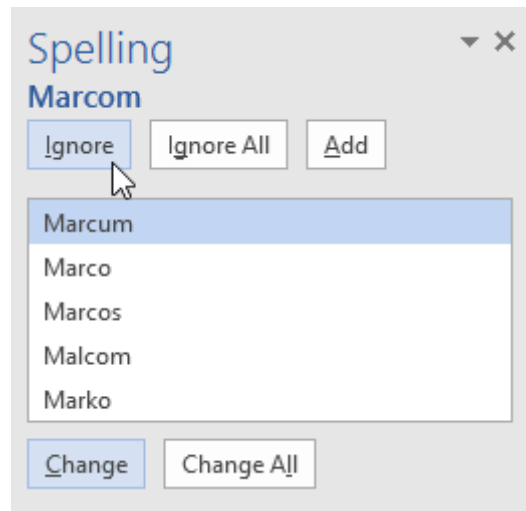 Spelling
Marcom
Ignore Ignore All Add
Marcum
Marco
Marcos
Malcom
Marko
Change Change All